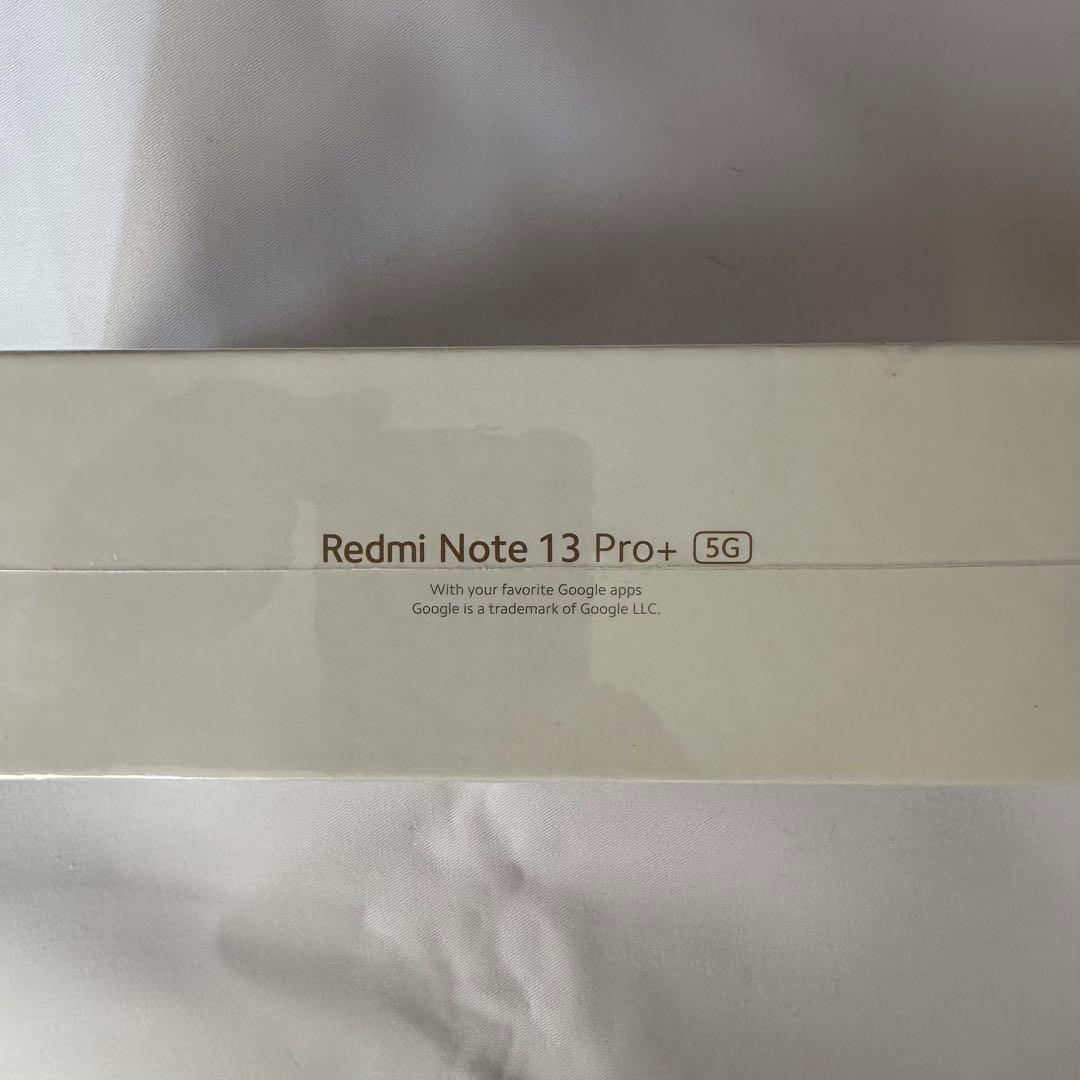 Redmi Note 13 Pro+ 5G
With your favorite Google apps
Google is a trademark of Google LLC.